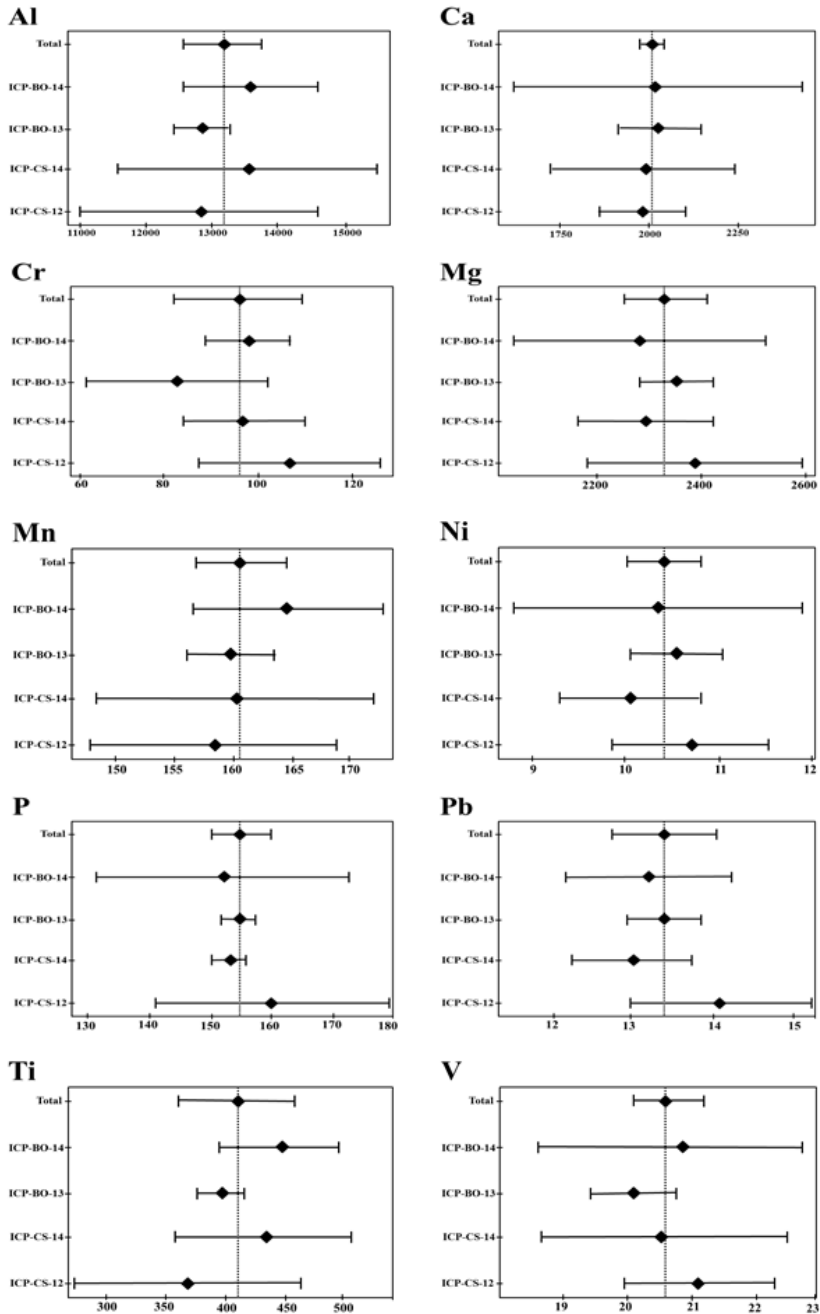 Al
Total
ICP-BO-14
ICP-BO-13
ICP-CS-14
ICP-CS-12
11000 12000 13000 14000 15000
Ca
Total
ICP-BO-14
ICP-BO-13
ICP-CS-14
ICP-CS-12
1750 2000 2250
Cr
Total
ICP-BO-14
ICP-BO-13
ICP-CS-14
ICP-CS-12
60 80 100 120
Mg
Total
ICP-BO-14
ICP-BO-13
ICP-CS-14
ICP-CS-12
2200 2400 2600
Mn
Total
ICP-BO-14
ICP-BO-13
ICP-CS-14
ICP-CS-12
150 155 160 165 170
Ni
Total
ICP-BO-14
ICP-BO-13
ICP-CS-14
ICP-CS-12
9 10 11 12
P
Total
ICP-BO-14
ICP-BO-13
ICP-CS-14
ICP-CS-12
130 140 150 160 170 180
Pb
Total
ICP-BO-14
ICP-BO-13
ICP-CS-14
ICP-CS-12
12 13 14 15
Ti
Total
ICP-BO-14
ICP-BO-13
ICP-CS-14
ICP-CS-12
300 350 400 450 500
V
Total
ICP-BO-14
ICP-BO-13
ICP-CS-14
ICP-CS-12
19 20 21 22 23